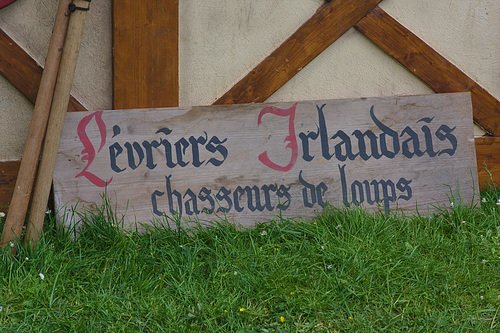 Lévriers Irlandais
chasseurs de loups